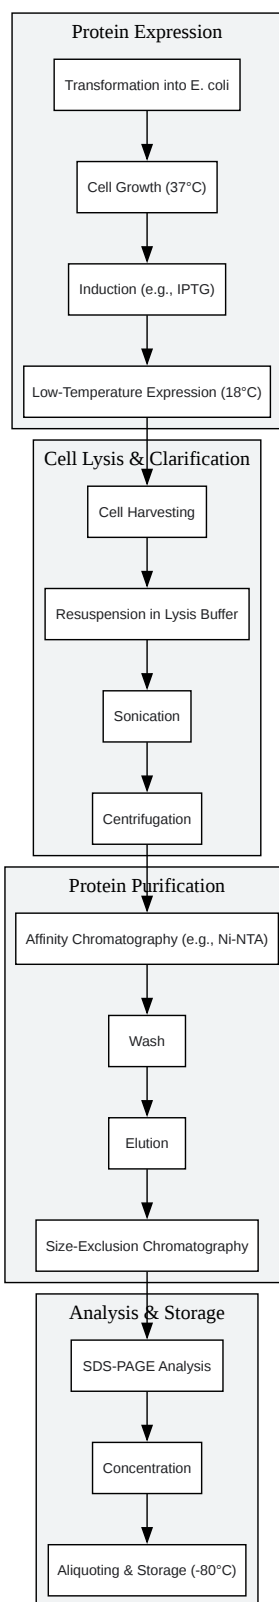 Protein Expression
Transformation into E. coli
Cell Growth (37°C)
Induction (e.g., IPTG)
Low-Temperature Expression (18°C)
Cell Lysis & Clarification
Cell Harvesting
Resuspension in Lysis Buffer
Sonication
Centrifugation
Protein Purification
Affinity Chromatography (e.g., Ni-NTA)
Wash
Elution
Size-Exclusion Chromatography
Analysis & Storage
SDS-PAGE Analysis
Concentration
Aliquoting & Storage (-80°C)